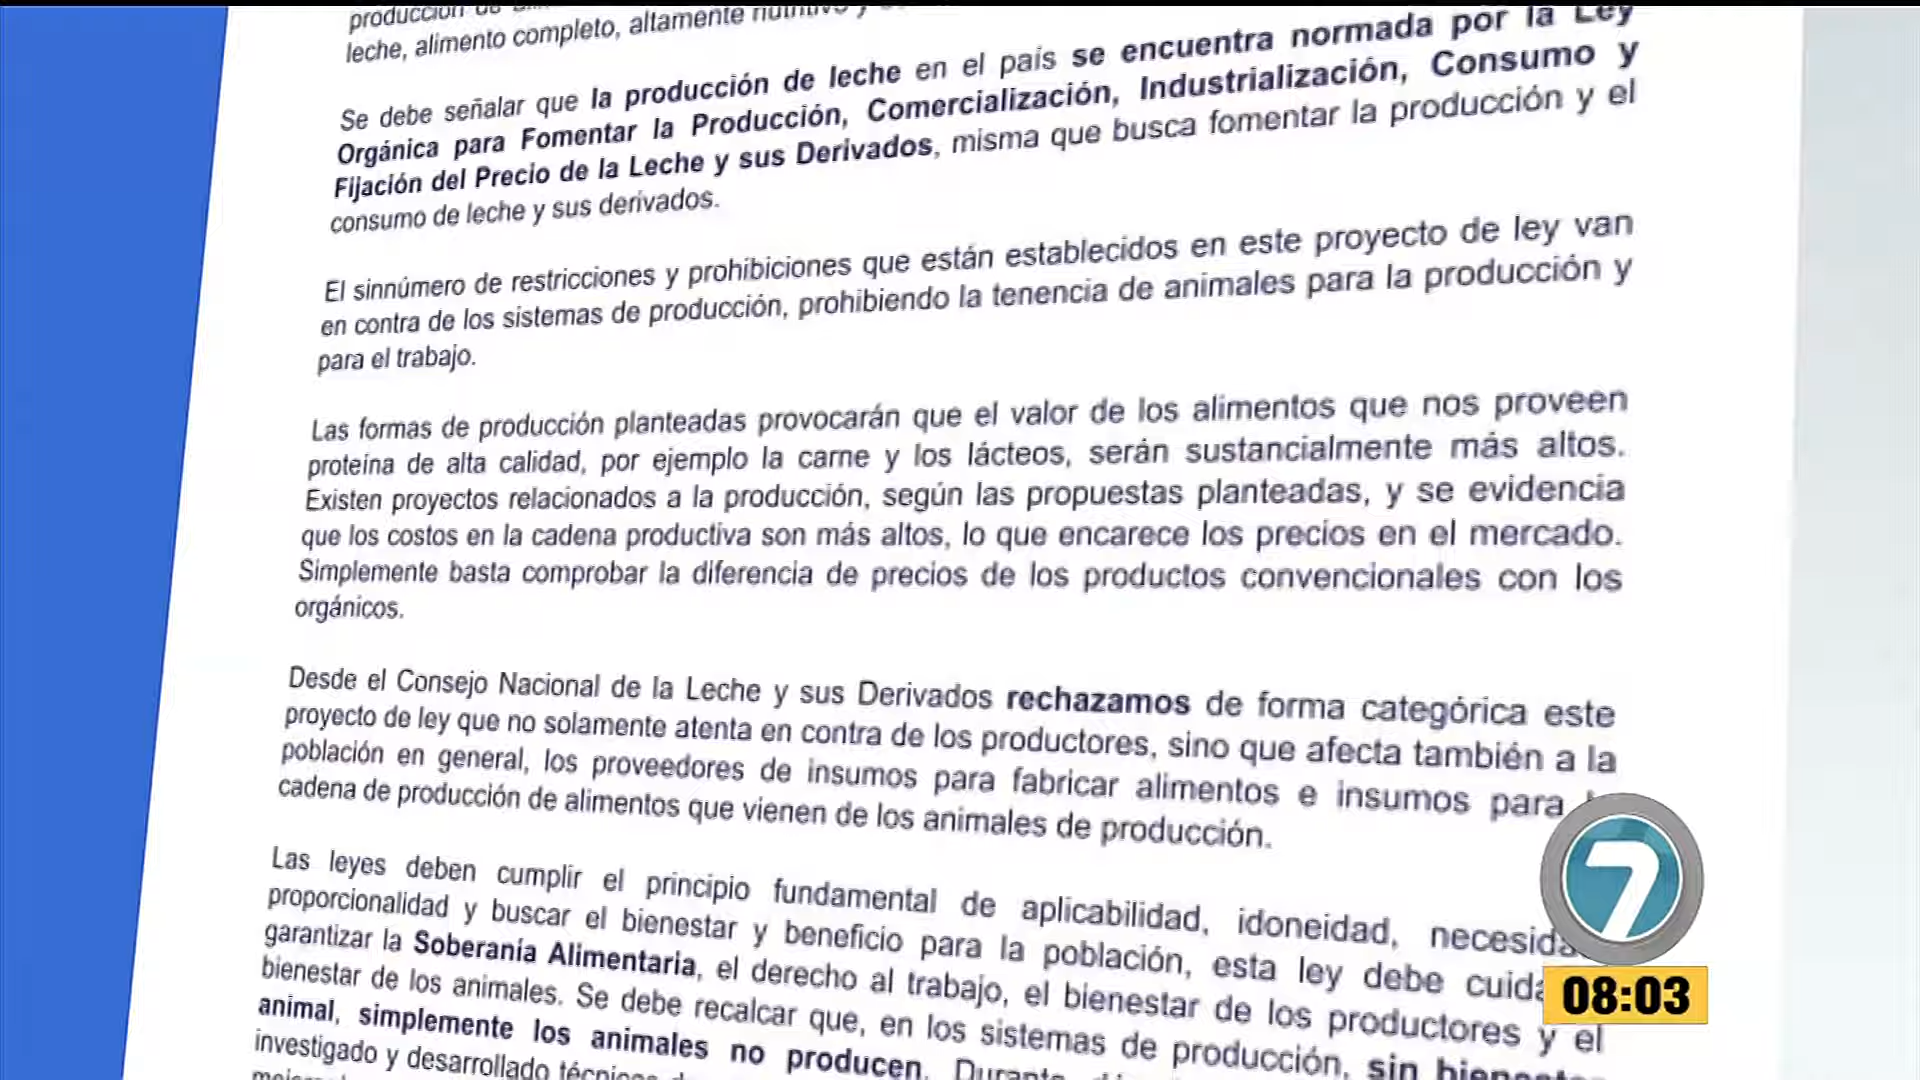 leche, alimento completo, altamente
Se debe señalar que la producción de leche en el país se encuentra normada por la Ley
Orgánica para Fomentar la Producción, Comercialización, Industrialización, Consumo y
Fijación del Precio de la Leche y sus Derivados, misma que busca fomentar la producción y el
consumo de leche y sus derivados.
El sinnúmero de restricciones y prohibiciones que están establecidos en este proyecto de ley van
en contra de los sistemas de producción, prohibiendo la tenencia de animales para la producción y
para el trabajo.
Las formas de producción planteadas provocarán que el valor de los alimentos que nos proveen
proteína de alta calidad, por ejemplo la carne y los lácteos, serán sustancialmente más altos.
Existen proyectos relacionados a la producción, según las propuestas planteadas, y se evidencia
que los costos en la cadena productiva son más altos, lo que encarece los precios en el mercado.
Simplemente basta comprobar la diferencia de precios de los productos convencionales con los
orgánicos.
Desde el Consejo Nacional de la Leche y sus Derivados rechazamos de forma categórica este
proyecto de ley que no solamente atenta en contra de los productores, sino que afecta también a la
población en general, los proveedores de insumos para fabricar alimentos e insumos para
cadena de producción de alimentos que vienen de los animales de producción.
Las leyes deben cumplir el principio fundamental de aplicabilidad, idoneidad,
proporcionalidad y buscar el bienestar y beneficio para la población, esta ley debe
garantizar la Soberanía Alimentaria, el derecho al trabajo, el bienestar de los productores y el
bienestar de los animales. Se debe recalcar que, en los sistemas de producción, sin
animal, simplemente los animales no producen.
investigado y desarrollado
7
08:03